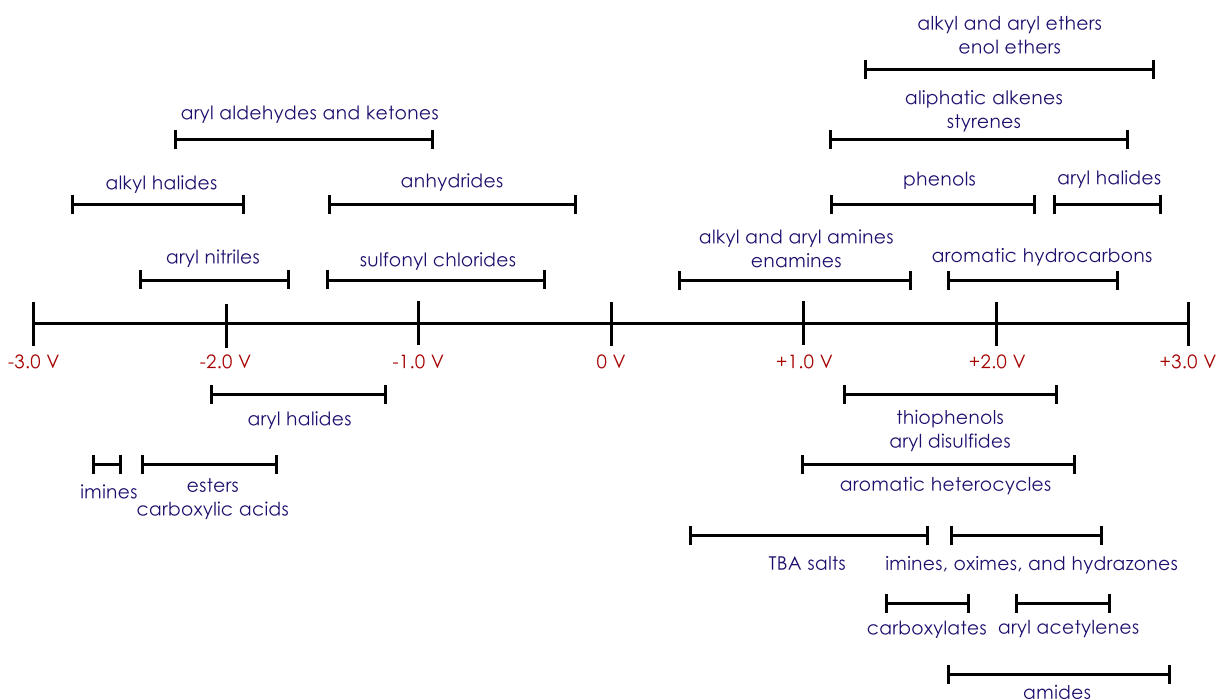 alkyl and aryl ethers
enol ethers
aliphatic alkenes
styrenes
aryl aldehydes and ketones
alkyl halides
anhydrides
phenols
aryl halides
aryl nitriles
sulfonyl chlorides
alkyl and aryl amines
enamines
aromatic hydrocarbons
-3.0 V
-2.0 V
-1.0 V
0 V
+1.0 V
+2.0 V
+3.0 V
aryl halides
thiophenols
aryl disulfides
imines
esters
carboxylic acids
aromatic heterocycles
TBA salts
imines, oximes, and hydrazones
carboxylates
aryl acetylenes
amides